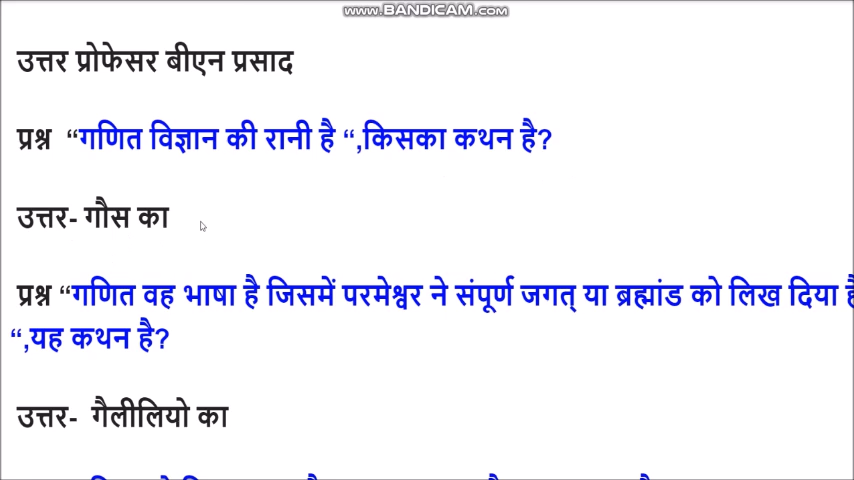 www.BANDICAM.com
उत्तर प्रोफेसर बीएन प्रसाद
प्रश्न “गणित विज्ञान की रानी है “,किसका कथन है?
उत्तर- गौस का
प्रश्न “गणित वह भाषा है जिसमें परमेश्वर ने संपूर्ण जगत् या ब्रह्मांड को लिख दिया है
“,यह कथन है?
उत्तर- गैलीलियो का